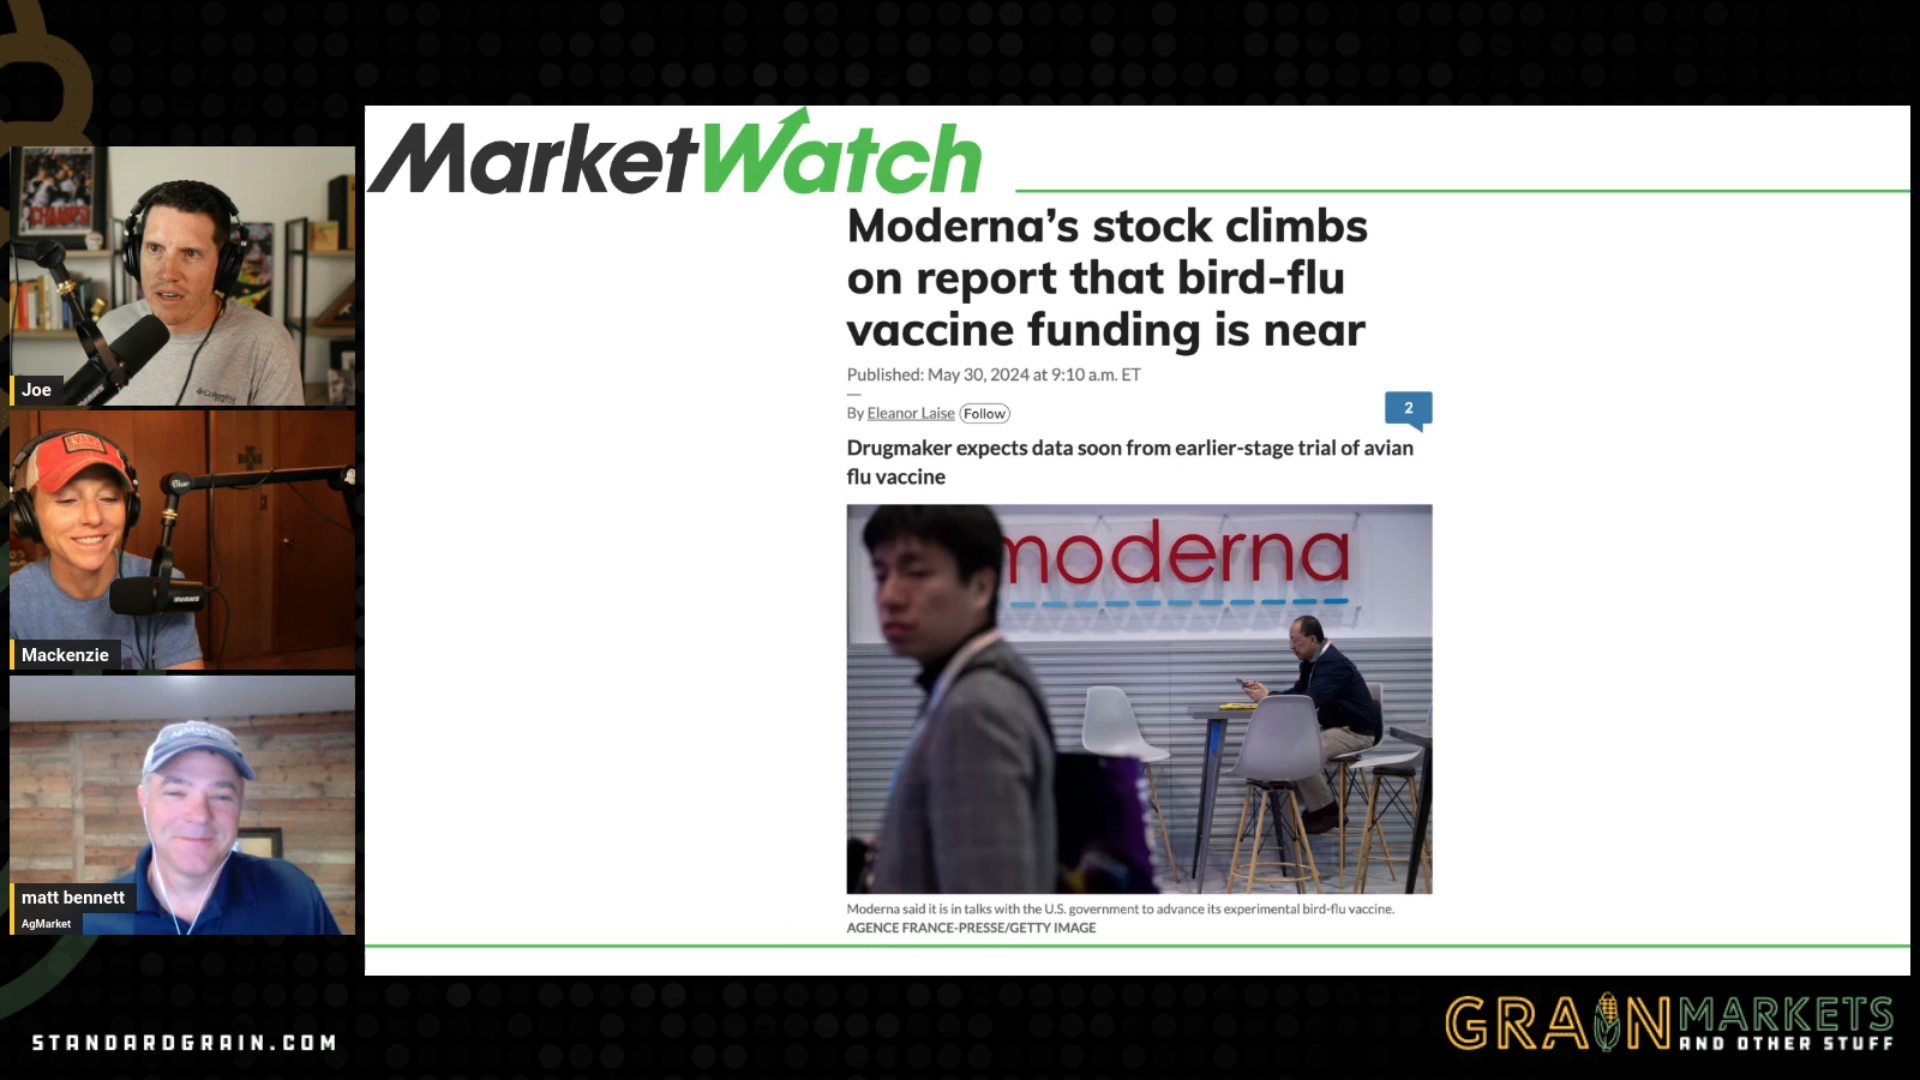 CHAMPS!
Joe
Columbia
Mackenzie
matt bennett
AgMarket
MarketWatch
Moderna’s stock climbs
on report that bird-flu
vaccine funding is near
Published: May 30, 2024 at 9:10 a.m. ET
By Eleanor Laise Follow
2
Drugmaker expects data soon from earlier-stage trial of avian
flu vaccine
moderna
Moderna said it is in talks with the U.S. government to advance its experimental bird-flu vaccine.
AGENCE FRANCE-PRESSE/GETTY IMAGE
STANDARDGRAIN.COM
GRAIN MARKETS
AND OTHER STUFF